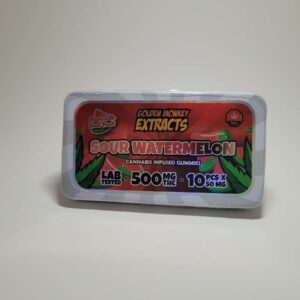 GOLDEN MONKEY
EXTRACTS
SOUR WATERMELON
CANNABIS INFUSED GUMMIES
LAB
TESTED
500 MG
THC
· 10 PCS X
50 MG